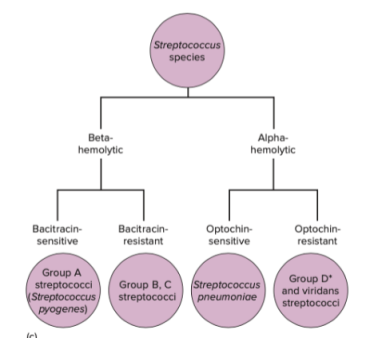 Streptococcus
species
Beta-
hemolytic
Alpha-
hemolytic
Bacitracin-
sensitive
Bacitracin-
resistant
Optochin-
sensitive
Optochin-
resistant
Group A
streptococci
(Streptococcus
pyogenes)
Group B, C
streptococci
Streptococcus
pneumoniae
Group D*
and viridans
streptococci
(c)